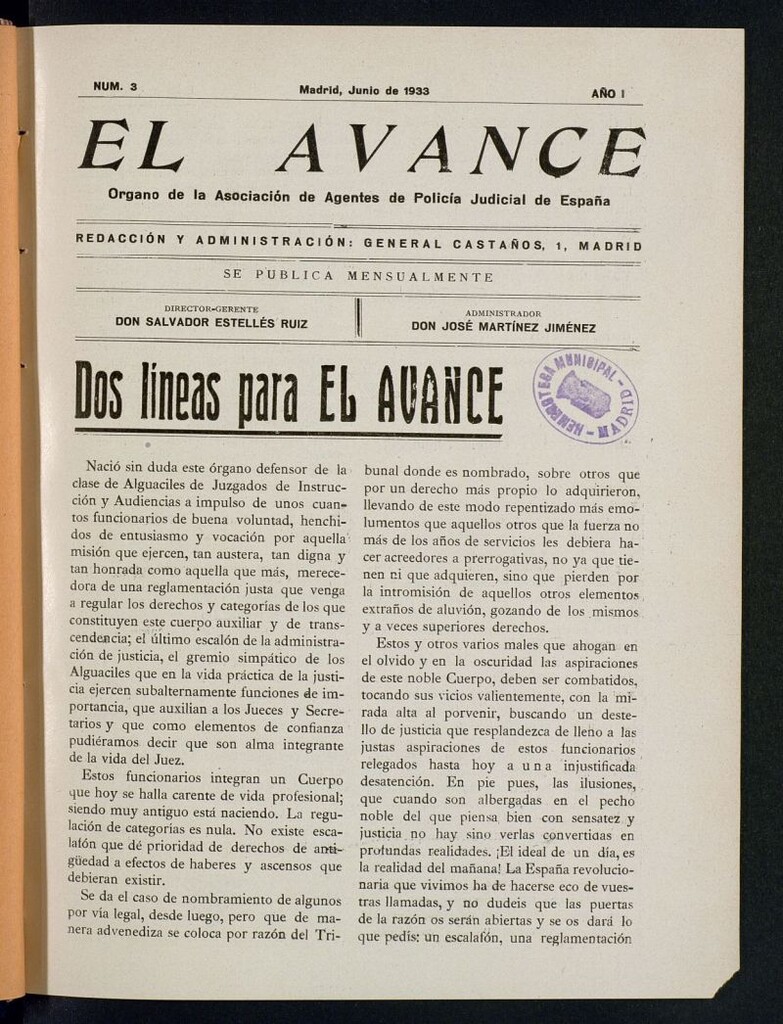 NUM. 3
Madrid, Junio de 1933
AÑO I
EL AVANCE
Organo de la Asociación de Agentes de Policía Judicial de España
REDACCIÓN Y ADMINISTRACIÓN: GENERAL CASTAÑOS, 1, MADRID
SE PUBLICA MENSUALMENTE
DIRECTOR-GERENTE
DON SALVADOR ESTELLÉS RUIZ
ADMINISTRADOR
DON JOSÉ MARTÍNEZ JIMÉNEZ
Dos líneas para EL AVANCE
HEMEROTECA MUNICIPAL - MADRID -
Nació sin duda este órgano defensor de la
clase de Alguaciles de Juzgados de Instruc-
ción y Audiencias a impulso de unos cuan-
tos funcionarios de buena voluntad, henchi-
dos de entusiasmo y vocación por aquella
misión que ejercen, tan austera, tan digna y
tan honrada como aquella que más, merece-
dora de una reglamentación justa que venga
a regular los derechos y categorías de los que
constituyen este cuerpo auxiliar y de trans-
cendencia; el último escalón de la administra-
ción de justicia, el gremio simpático de los
Alguaciles que en la vida práctica de la justi-
cia ejercen subalternamente funciones de im-
portancia, que auxilian a los Jueces y Secre-
tarios y que como elementos de confianza
pudiéramos decir que son alma integrante
de la vida del Juez.
Estos funcionarios integran un Cuerpo
que hoy se halla carente de vida profesional;
siendo muy antiguo está naciendo. La regu-
lación de categorías es nula. No existe esca-
lafón que dé prioridad de derechos de anti-
güedad a efectos de haberes y ascensos que
debieran existir.
Se da el caso de nombramiento de algunos
por vía legal, desde luego, pero que de ma-
nera advenediza se coloca por razón del Tri-
bunal donde es nombrado, sobre otros que
por un derecho más propio lo adquirieron,
llevando de este modo repentizado más emo-
lumentos que aquellos otros que la fuerza no
más de los años de servicios les debiera ha-
cer acreedores a prerrogativas, no ya que tie-
nen ni que adquieren, sino que pierden por
la intromisión de aquellos otros elementos
extraños de aluvión, gozando de los mismos
y a veces superiores derechos.
Estos y otros varios males que ahogan en
el olvido y en la oscuridad las aspiraciones
de este noble Cuerpo, deben ser combatidos,
tocando sus vicios valientemente, con la mi-
rada alta al porvenir, buscando un deste-
llo de justicia que resplandezca de lleno a las
justas aspiraciones de estos funcionarios
relegados hasta hoy a una injustificada
desatención. En pie pues, las ilusiones,
que cuando son albergadas en el pecho
noble del que piensa bien con sensatez y
justicia no hay sino verlas convertidas en
profundas realidades. ¡El ideal de un día, es
la realidad del mañana! La España revolucio-
naria que vivimos ha de hacerse eco de vues-
tras llamadas, y no dudeis que las puertas
de la razón os serán abiertas y se os dará lo
que pedís: un escalafón, una reglamentación